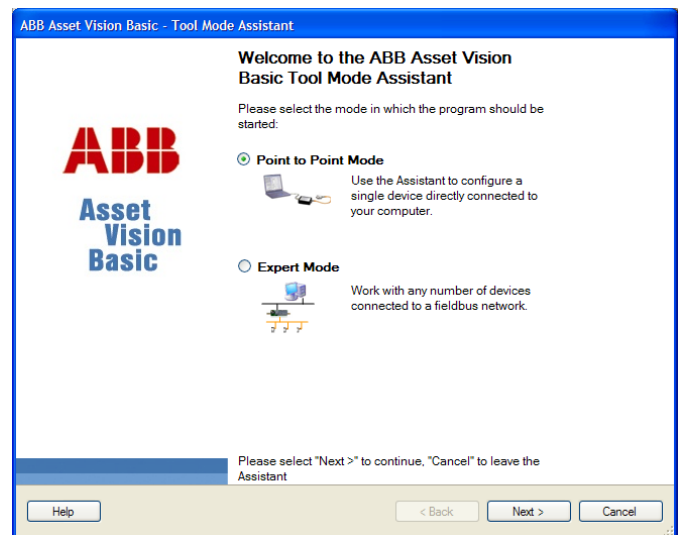 ABB Asset Vision Basic - Tool Mode Assistant
Welcome to the ABB Asset Vision
Basic Tool Mode Assistant
Please select the mode in which the program should be
started:
ABB
Asset
Vision
Basic
Point to Point Mode
Use the Assistant to configure a
single device directly connected to
your computer.
Expert Mode
Work with any number of devices
connected to a fieldbus network.
Please select "Next >" to continue, "Cancel" to leave the
Assistant
Help
< Back
Next >
Cancel